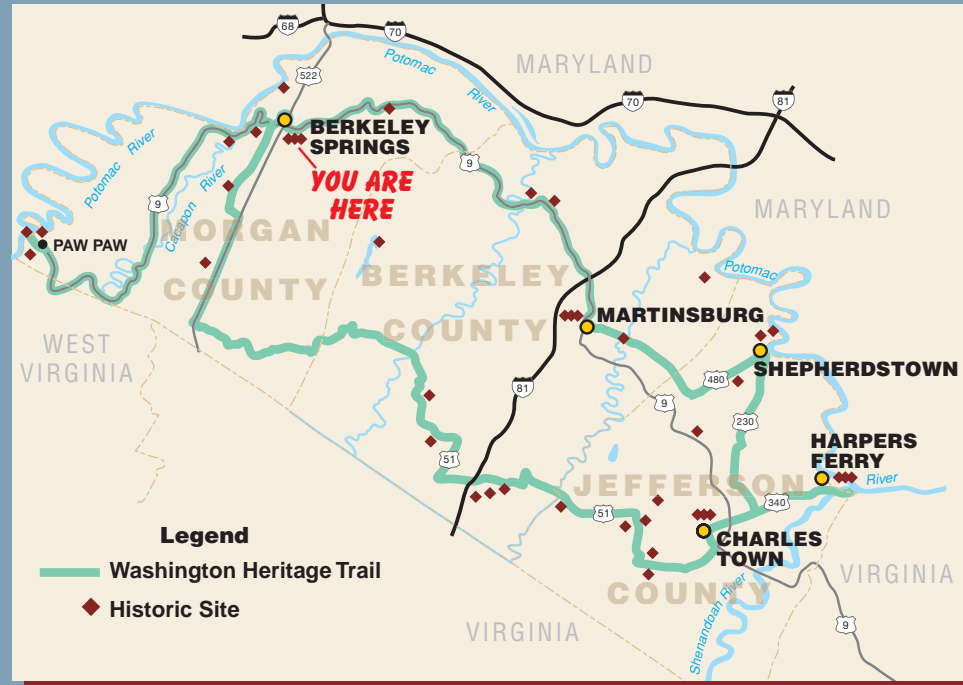 68
70
Potomac
River
MARYLAND
522
70
81
BERKELEY
SPRINGS
YOU ARE
HERE
9
Potomac River
9
Cacapon River
MORGAN
COUNTY
PAW PAW
MARYLAND
BERKELEY
COUNTY
Potomac
WEST
VIRGINIA
MARTINSBURG
SHEPHERDSTOWN
480
81
9
230
HARPERS
FERRY
River
51
JEFFERSON
COUNTY
340
51
CHARLES
TOWN
VIRGINIA
Shenandoah River
9
VIRGINIA
Legend
Washington Heritage Trail
Historic Site